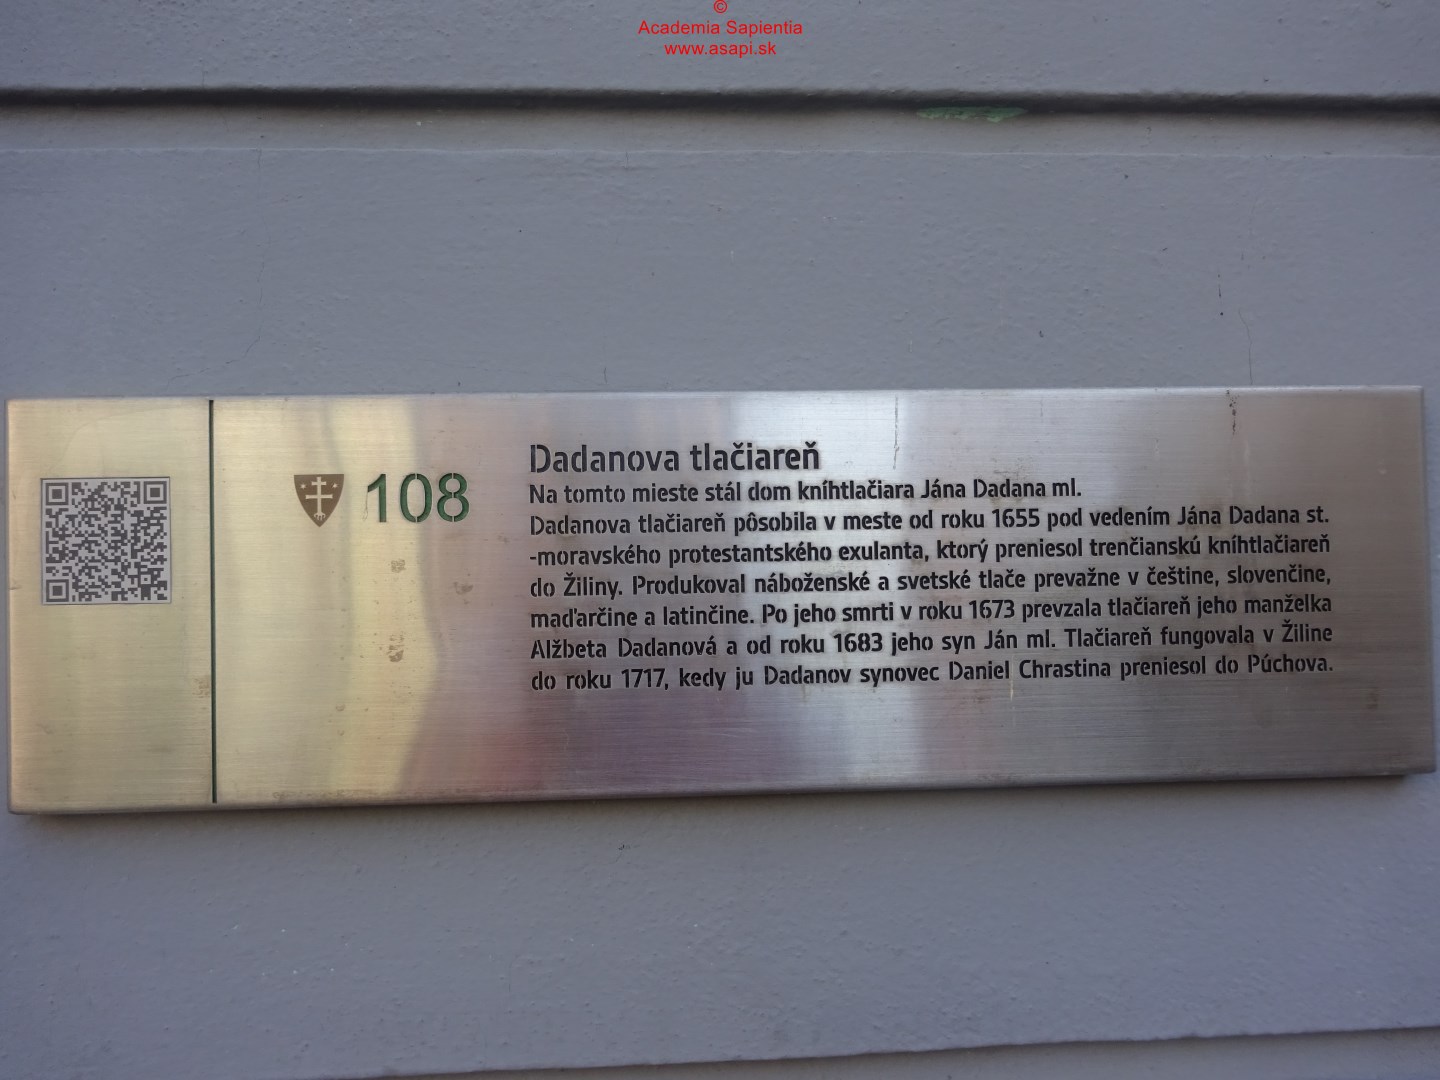 ©
Academia Sapientia
www.asapi.sk
108
Dadanova tlačiareň
Na tomto mieste stál dom kníhtlačiara Jána Dadana ml.
Dadanova tlačiareň pôsobila v meste od roku 1655 pod vedením Jána Dadana st.
-moravského protestantského exulanta, ktorý preniesol trenčianskú kníhtlačiareň
do Žiliny. Produkoval náboženské a svetské tlače prevažne v češtine, slovenčine,
maďarčine a latinčine. Po jeho smrti v roku 1673 prevzala tlačiareň jeho manželka
Alžbeta Dadanová a od roku 1683 jeho syn Ján ml. Tlačiareň fungovala v Žiline
do roku 1717, kedy ju Dadanov synovec Daniel Chrastina preniesol do Púchova.